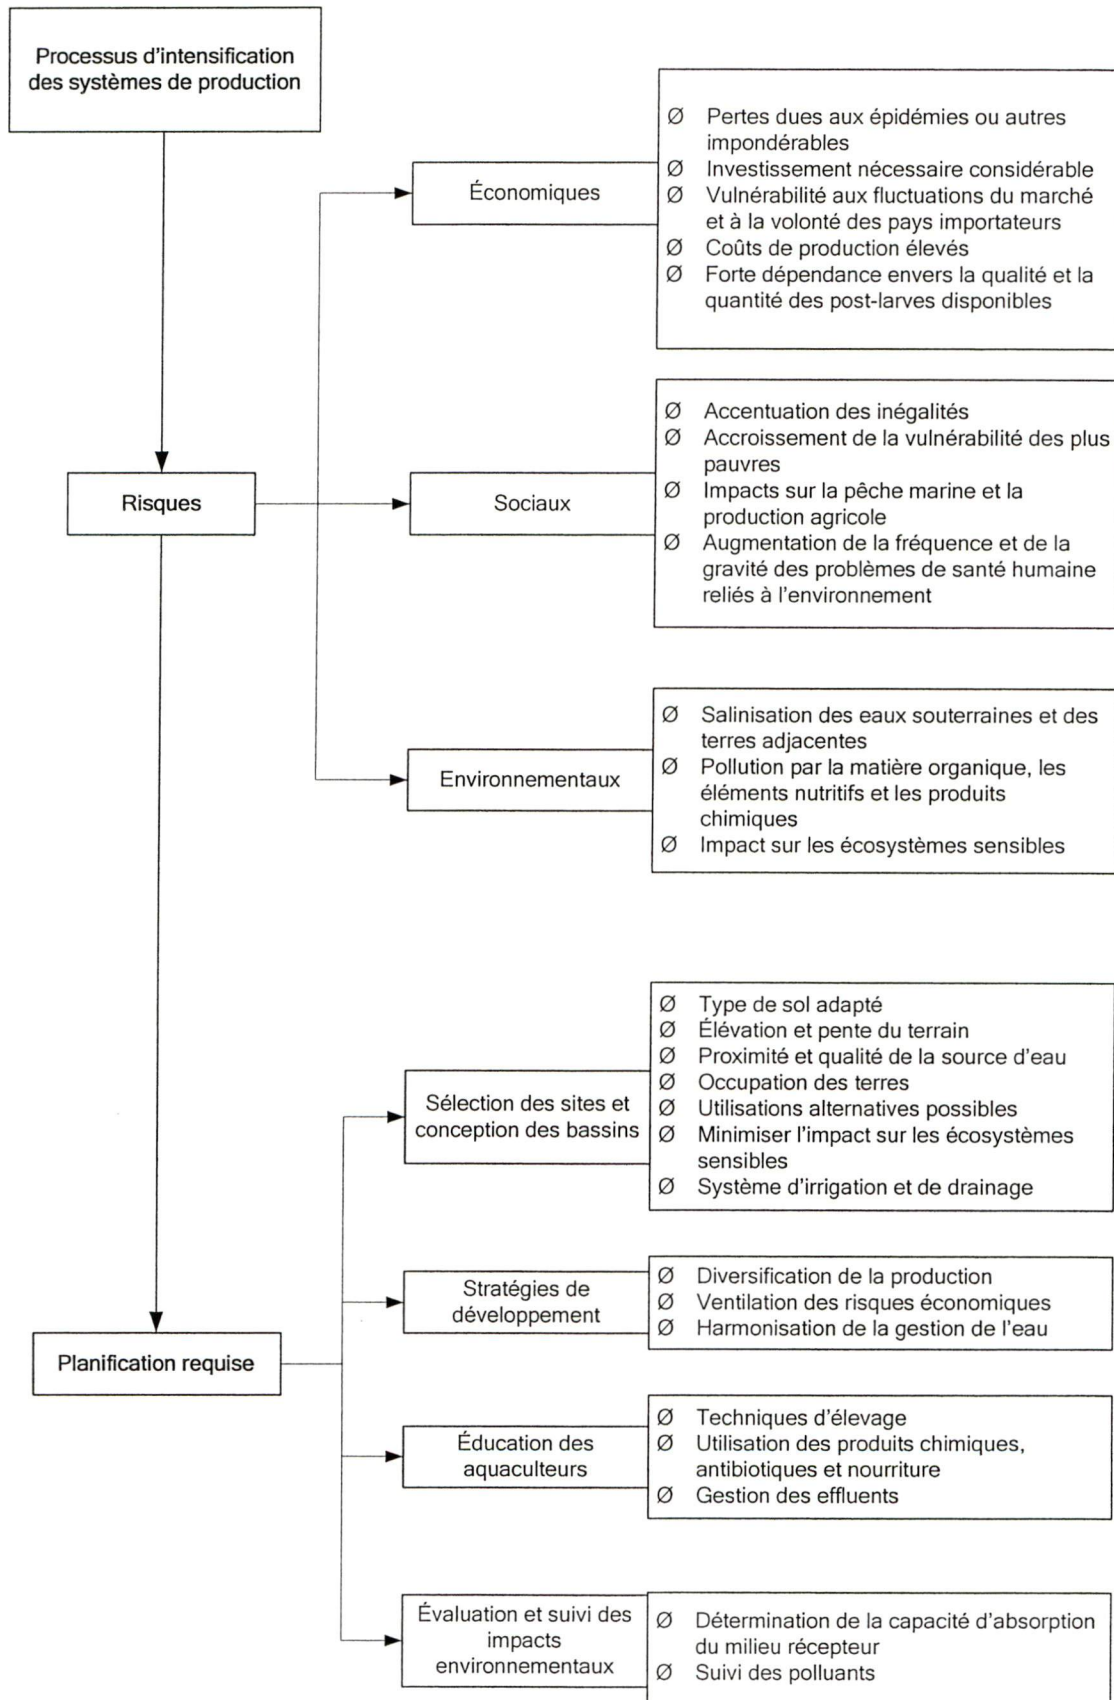 Processus d'intensification
des systèmes de production
Économiques
Ø Pertes dues aux épidémies ou autres
impondérables
Ø Investissement nécessaire considérable
Ø Vulnérabilité aux fluctuations du marché
et à la volonté des pays importateurs
Ø Coûts de production élevés
Ø Forte dépendance envers la qualité et la
quantité des post-larves disponibles
Risques
Sociaux
Ø Accentuation des inégalités
Ø Accroissement de la vulnérabilité des plus
pauvres
Ø Impacts sur la pêche marine et la
production agricole
Ø Augmentation de la fréquence et de la
gravité des problèmes de santé humaine
reliés à l'environnement
Environnementaux
Ø Salinisation des eaux souterraines et des
terres adjacentes
Ø Pollution par la matière organique, les
éléments nutritifs et les produits
chimiques
Ø Impact sur les écosystèmes sensibles
Sélection des sites et
conception des bassins
Ø Type de sol adapté
Ø Élévation et pente du terrain
Ø Proximité et qualité de la source d'eau
Ø Occupation des terres
Ø Utilisations alternatives possibles
Ø Minimiser l'impact sur les écosystèmes
sensibles
Ø Système d'irrigation et de drainage
Stratégies de
développement
Ø Diversification de la production
Ø Ventilation des risques économiques
Ø Harmonisation de la gestion de l'eau
Planification requise
Éducation des
aquaculteurs
Ø Techniques d'élevage
Ø Utilisation des produits chimiques,
antibiotiques et nourriture
Ø Gestion des effluents
Évaluation et suivi des
impacts
environnementaux
Ø Détermination de la capacité d'absorption
du milieu récepteur
Ø Suivi des polluants